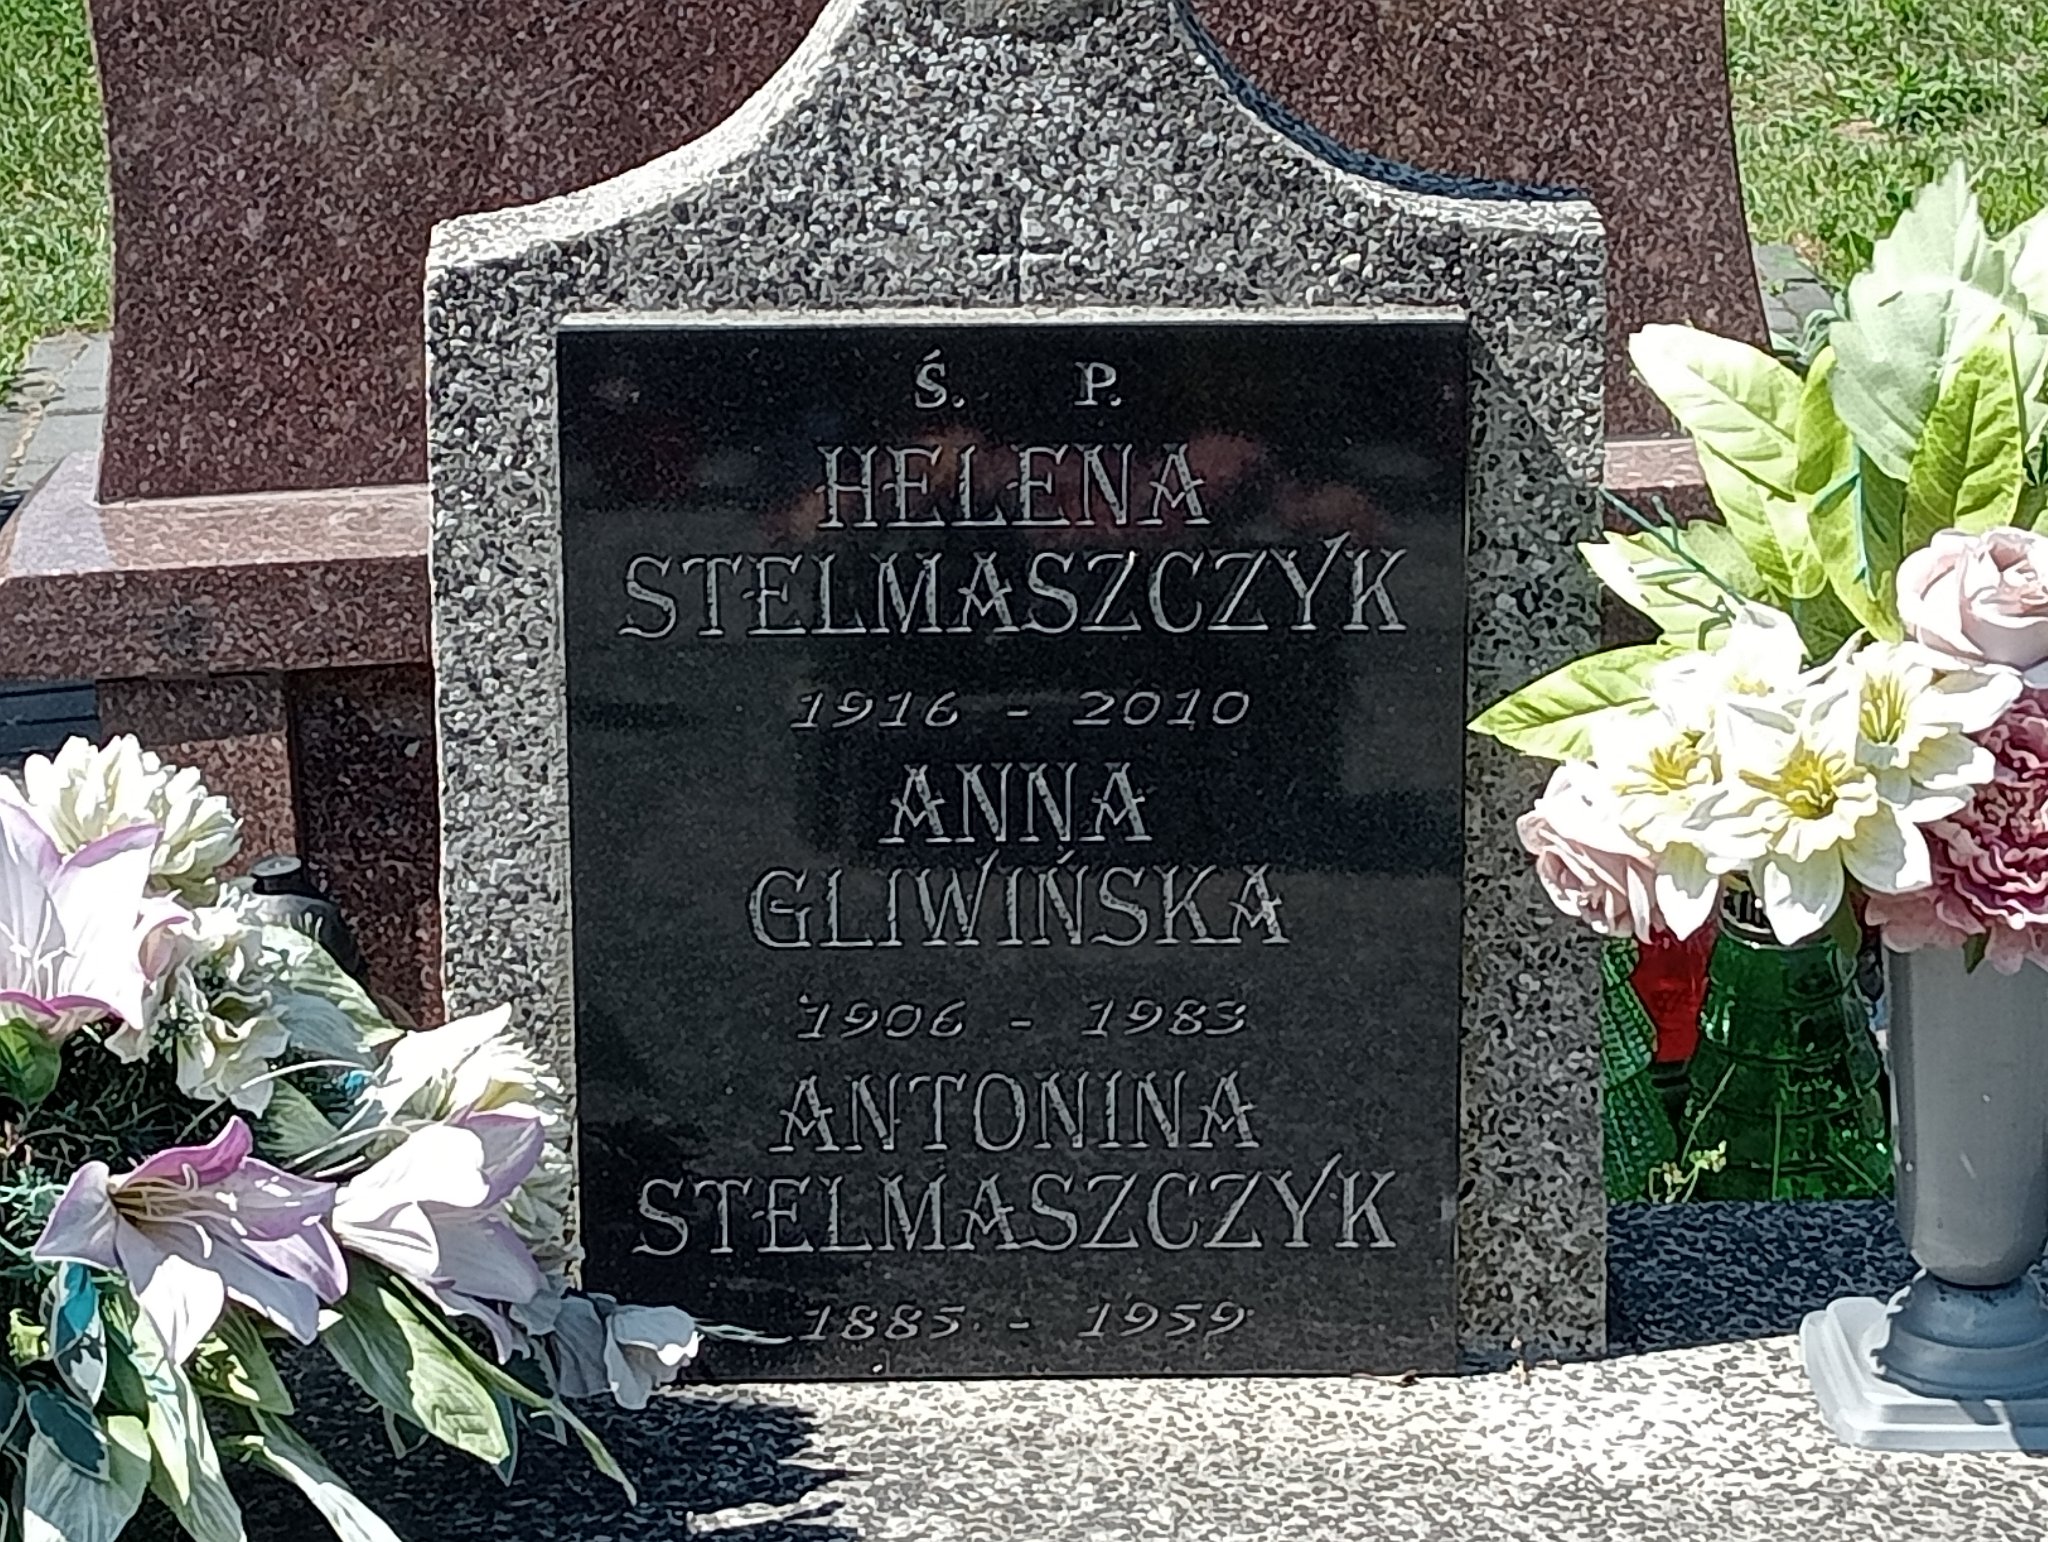 Ś. P.
HELENA
STELMASZCZYK
1916 - 2010
ANNA
GLIWIŃSKA
1906 - 1983
ANTONINA
STELMASZCZYK
1885 - 1959